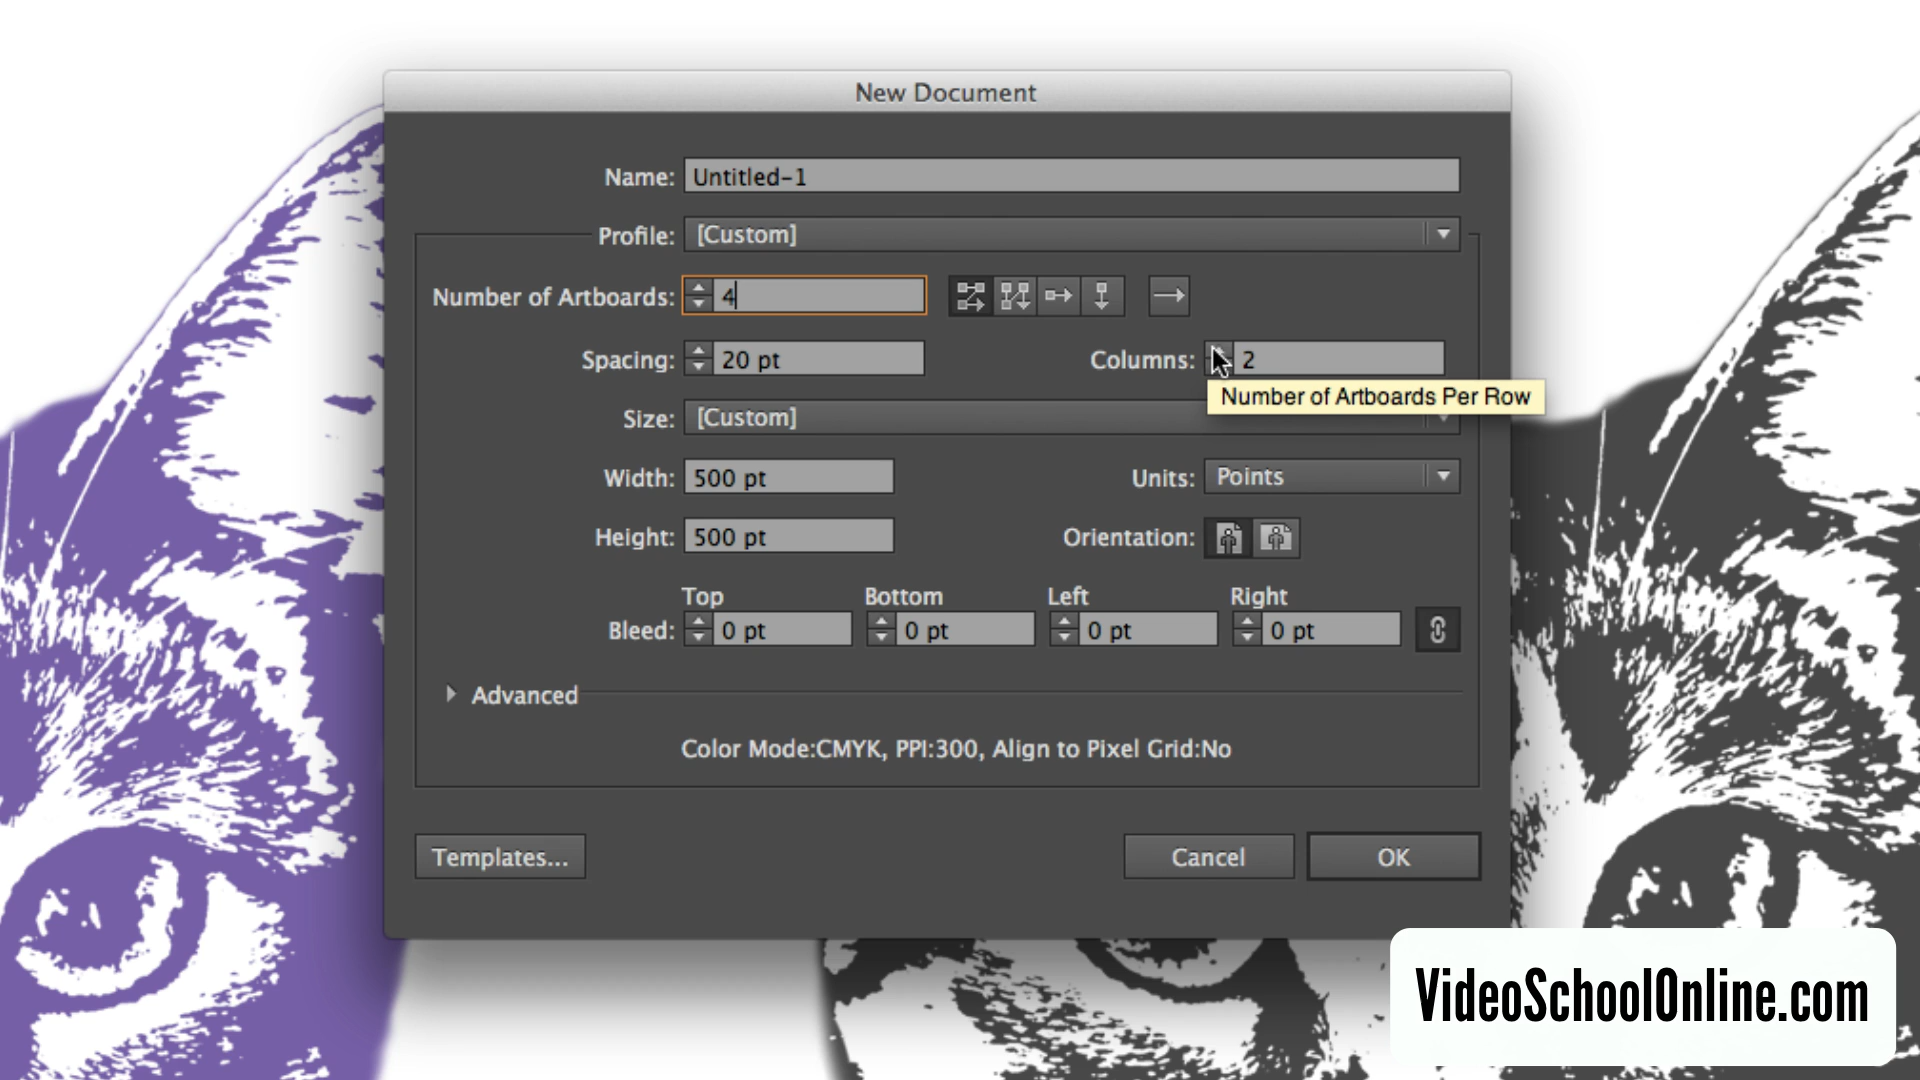 New Document
Name: Untitled-1
Profile: [Custom]
Number of Artboards: 4
Spacing: 20 pt Columns: 2
Number of Artboards Per Row
Size: [Custom]
Width: 500 pt Units: Points
Height: 500 pt Orientation:
Top Bottom Left Right
Bleed: 0 pt 0 pt 0 pt 0 pt
Advanced
Color Mode:CMYK, PPI:300, Align to Pixel Grid:No
Templates... Cancel OK
VideoSchoolOnline.com